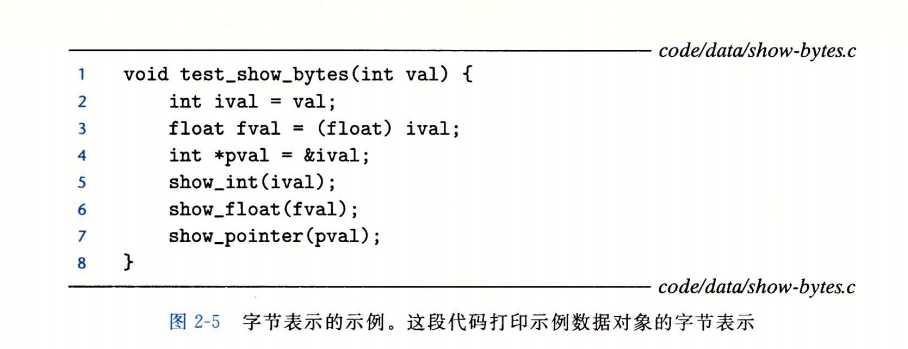 code/data/show-bytes.c
1 void test_show_bytes(int val) {
2     int ival = val;
3     float fval = (float) ival;
4     int *pval = &ival;
5     show_int(ival);
6     show_float(fval);
7     show_pointer(pval);
8 }
code/data/show-bytes.c
图 2-5 字节表示的示例。这段代码打印示例数据对象的字节表示